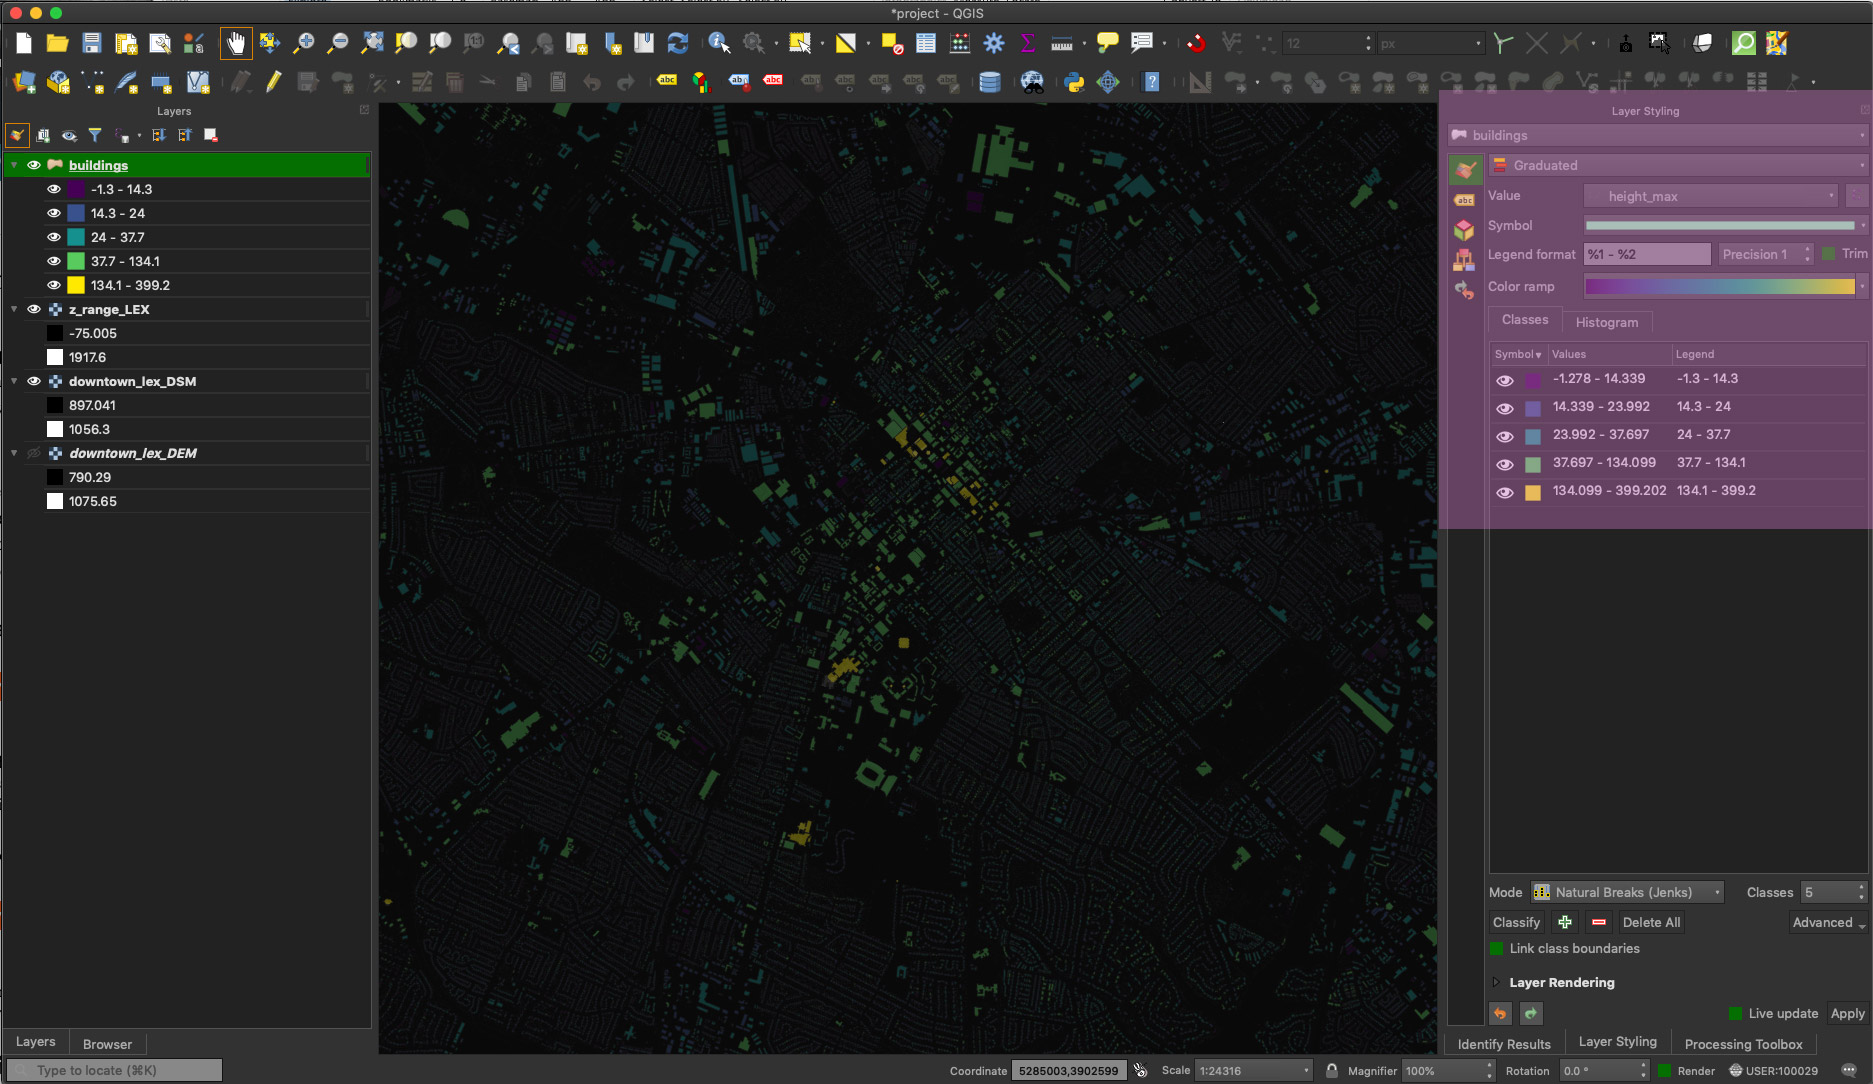 *project - QGIS
12
px
abc
abc
abc
abc
Layers
Layer Styling
buildings
buildings
Graduated
-1.3 - 14.3
Value
height_max
14.3 - 24
Symbol
24 - 37.7
Legend format
%1 - %2
Precision 1
Trim
37.7 - 134.1
134.1 - 399.2
Color ramp
z_range_LEX
Classes
Histogram
-75.005
1917.6
Symbol
Values
Legend
downtown_lex_DSM
-1.278 - 14.339
-1.3 - 14.3
897.041
14.339 - 23.992
14.3 - 24
1056.3
23.992 - 37.697
24 - 37.7
downtown_lex_DEM
37.697 - 134.099
37.7 - 134.1
790.29
134.099 - 399.202
134.1 - 399.2
1075.65
Mode
Natural Breaks (Jenks)
Classes
5
Classify
Delete All
Advanced
Link class boundaries
Layer Rendering
Live update
Apply
Layers
Browser
Identify Results
Layer Styling
Processing Toolbox
Type to locate (⌘K)
Coordinate
5285003,3902599
Scale
1:24316
Magnifier
100%
Rotation
0.0 °
Render
USER:100029